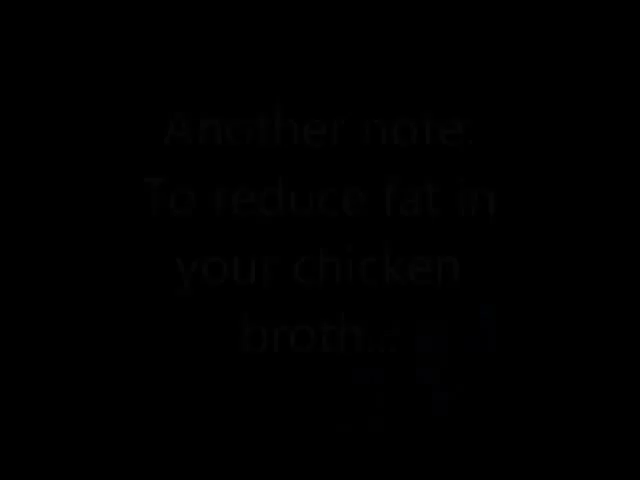 Another note:
To reduce fat in
your chicken
broth...